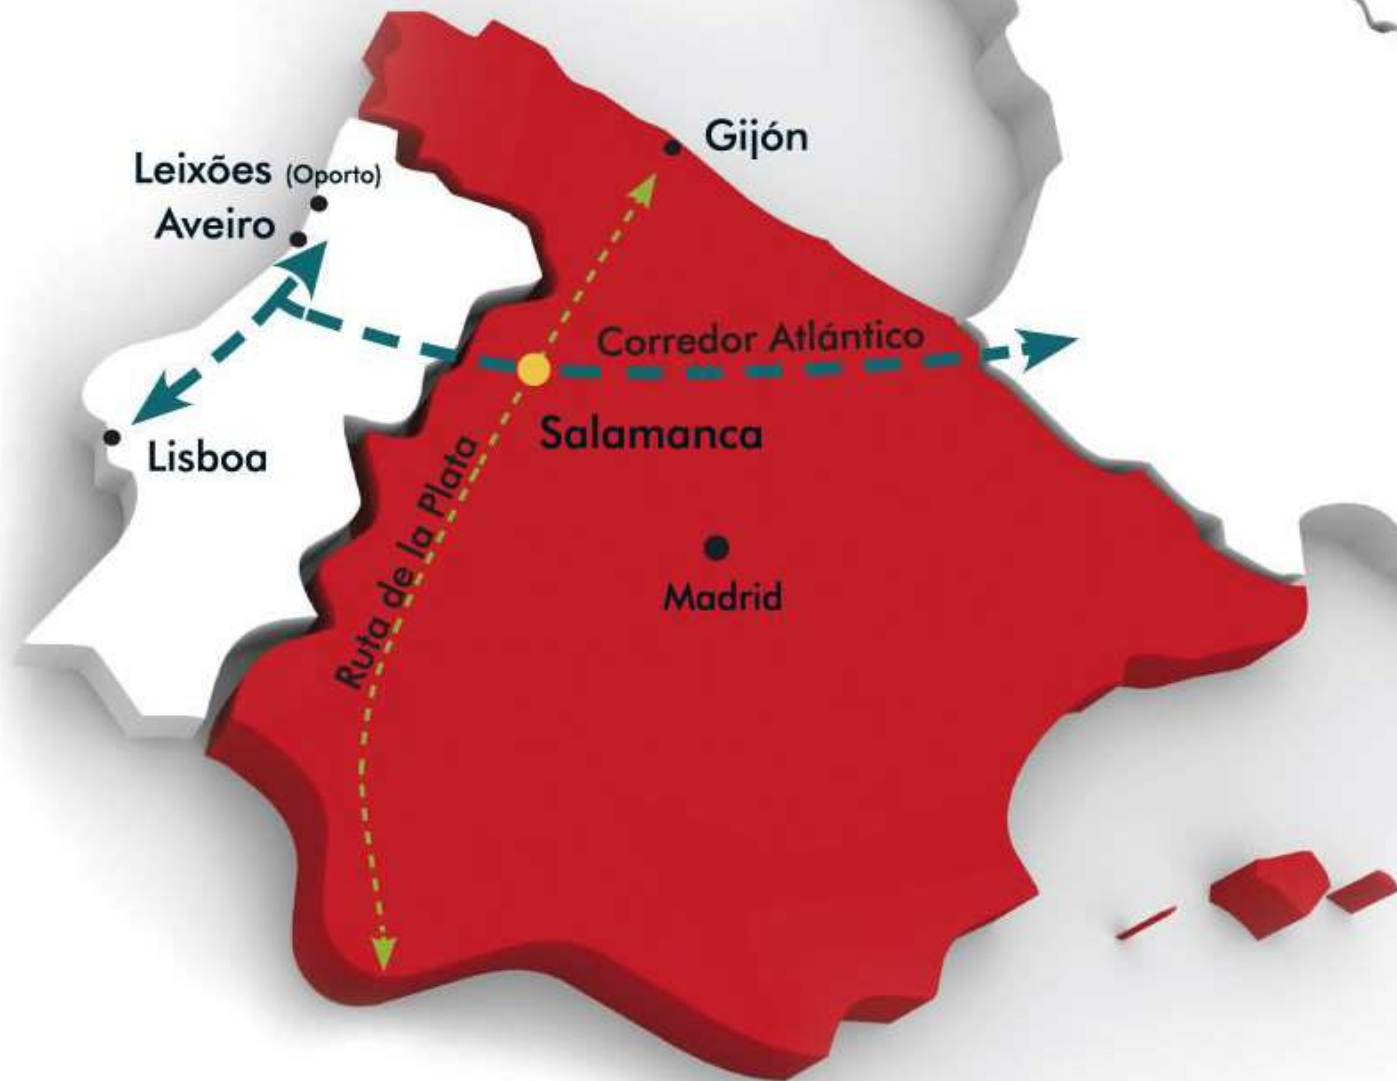 Gijón
Leixões (Oporto)
Aveiro
Corredor Atlántico
Salamanca
Lisboa
Ruta de la Plata
Madrid